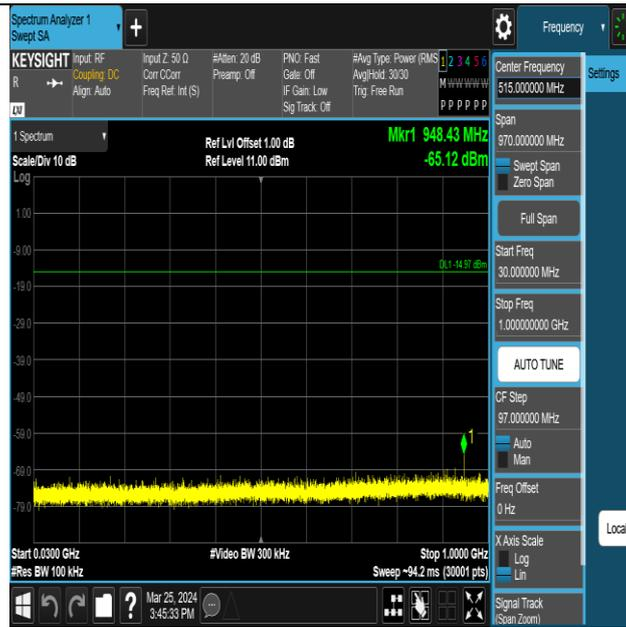 Spectrum Analyzer 1
Swept SA
+
Frequency
KEYSIGHT
R
LXI
Input: RF
Coupling: DC
Align: Auto
Input Z: 50 Ω
Corr CCorr
Freq Ref: Int (S)
#Atten: 20 dB
Preamp: Off
PNO: Fast
Gate: Off
IF Gain: Low
Sig Track: Off
#Avg Type: Power (RMS
Avg|Hold: 30/30
Trig: Free Run
1 2 3 4 5 6
M W W W W W
P P P P P P
Center Frequency
515.000000 MHz
Settings
Span
970.000000 MHz
Swept Span
Zero Span
Full Span
Start Freq
30.000000 MHz
Stop Freq
1.000000000 GHz
AUTO TUNE
CF Step
97.000000 MHz
Auto
Man
Freq Offset
0 Hz
X Axis Scale
Log
Lin
Local
Signal Track
(Span Zoom)
1 Spectrum
Scale/Div 10 dB
Ref Lvl Offset 1.00 dB
Ref Level 11.00 dBm
Mkr1 948.43 MHz
-65.12 dBm
Log
1.00
-9.00
DL1 -14.97 dBm
-19.0
-29.0
-39.0
-49.0
-59.0
1
-69.0
-79.0
Start 0.0300 GHz
#Res BW 100 kHz
#Video BW 300 kHz
Stop 1.0000 GHz
Sweep ~94.2 ms (30001 pts)
?
Mar 25, 2024
3:45:33 PM